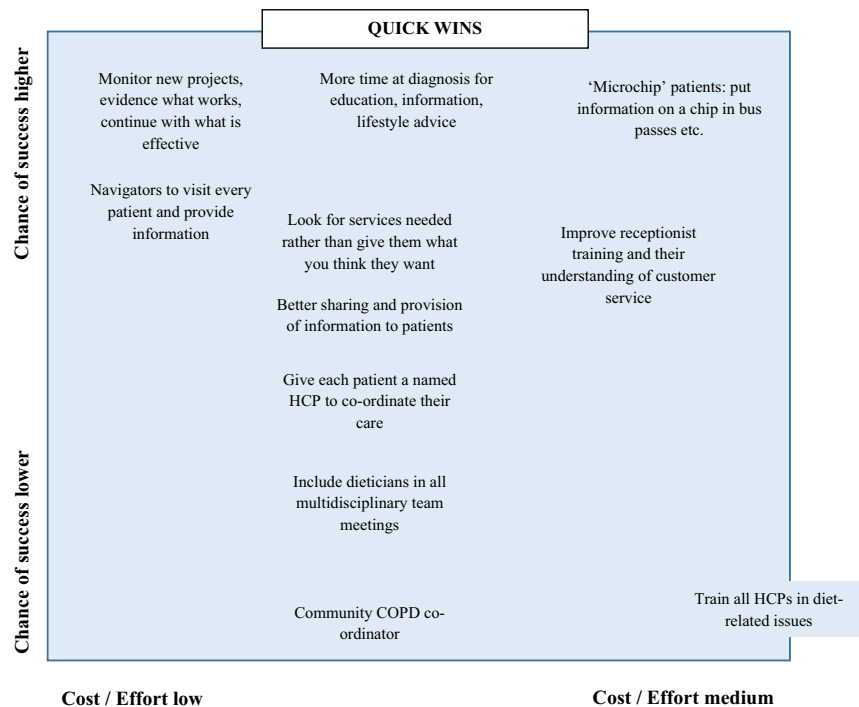 QUICK WINS
Chance of success higher
Monitor new projects,
evidence what works,
continue with what is
effective
More time at diagnosis for
education, information,
lifestyle advice
‘Microchip’ patients: put
information on a chip in bus
passes etc.
Navigators to visit every
patient and provide
information
Look for services needed
rather than give them what
you think they want
Improve receptionist
training and their
understanding of customer
service
Better sharing and provision
of information to patients
Give each patient a named
HCP to co-ordinate their
care
Chance of success lower
Include dieticians in all
multidisciplinary team
meetings
Community COPD co-
ordinator
Train all HCPs in diet-
related issues
Cost / Effort low
Cost / Effort medium